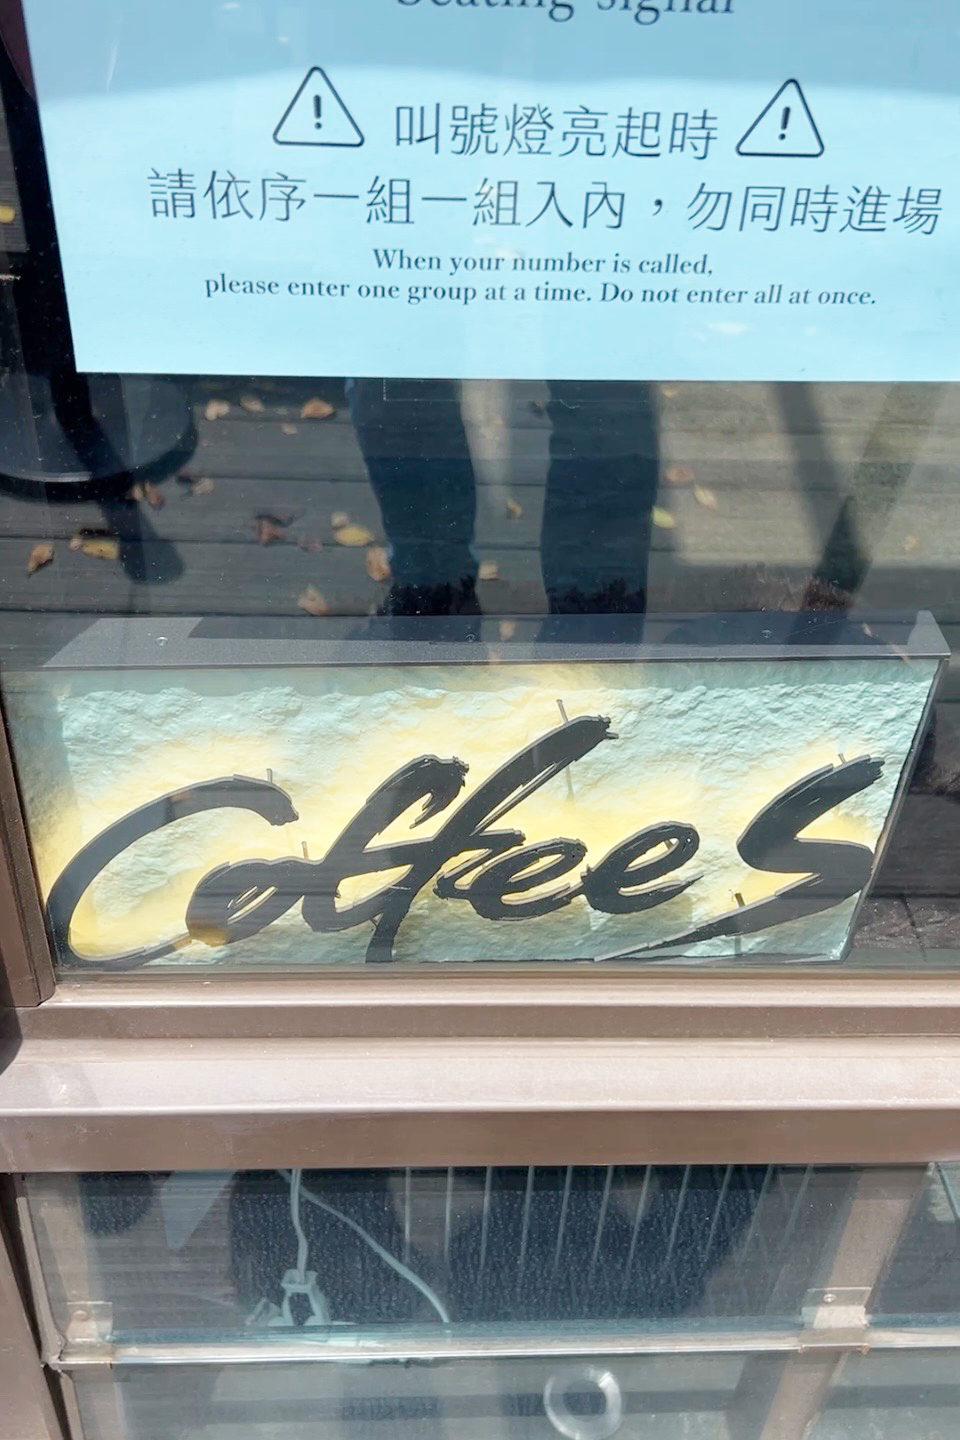 Seating signal
叫號燈亮起時
請依序一組一組入內，勿同時進場
When your number is called,
please enter one group at a time. Do not enter all at once.
Coffee S